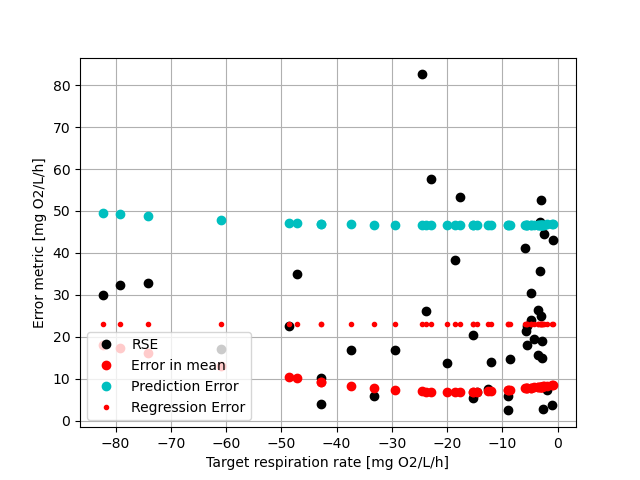 Error metric [mg O2/L/h]
80
70
60
50
40
30
20
10
0
RSE
Error in mean
Prediction Error
Regression Error
−80 −70 −60 −50 −40 −30 −20 −10 0
Target respiration rate [mg O2/L/h]